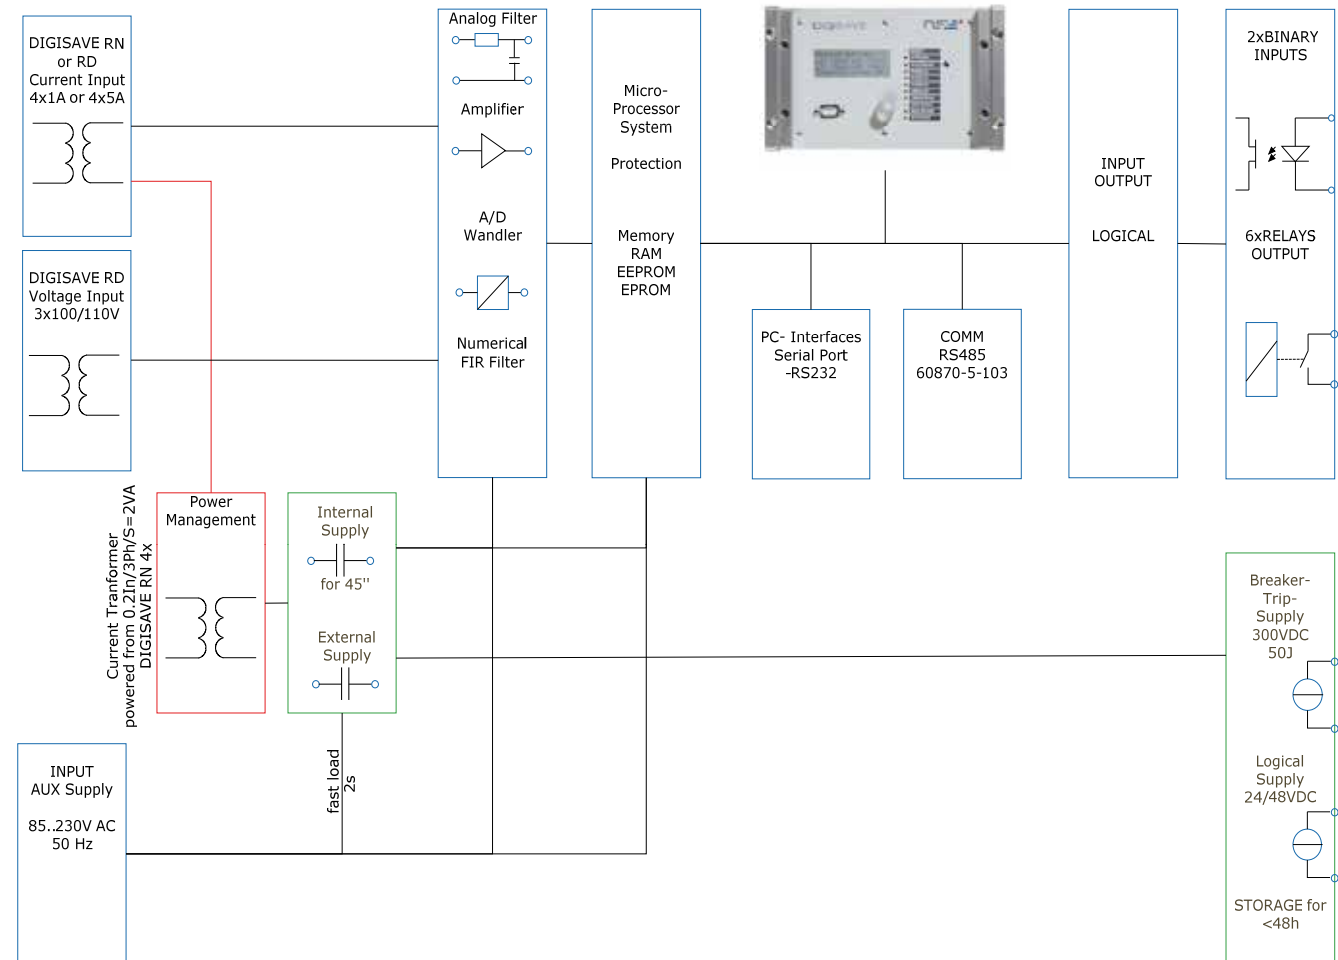 DIGISAVE RN
or RD
Current Input
4x1A or 4x5A
DIGISAVE RD
Voltage Input
3x100/110V
Analog Filter
Amplifier
A/D
Wandler
Numerical
FIR Filter
Micro-
Processor
System
Protection
Memory
RAM
EEPROM
EPROM
DIGISAVE
PC- Interfaces
Serial Port
-RS232
COMM
RS485
60870-5-103
INPUT
OUTPUT
LOGICAL
2xBINARY
INPUTS
6xRELAYS
OUTPUT
Current Tranformer
powered from 0.2In/3Ph/S=2VA
DIGISAVE RN 4x
Power
Management
Internal
Supply
for 45''
External
Supply
fast load
2s
INPUT
AUX Supply
85..230V AC
50 Hz
Breaker-
Trip-
Supply
300VDC
50J
Logical
Supply
24/48VDC
STORAGE for
<48h